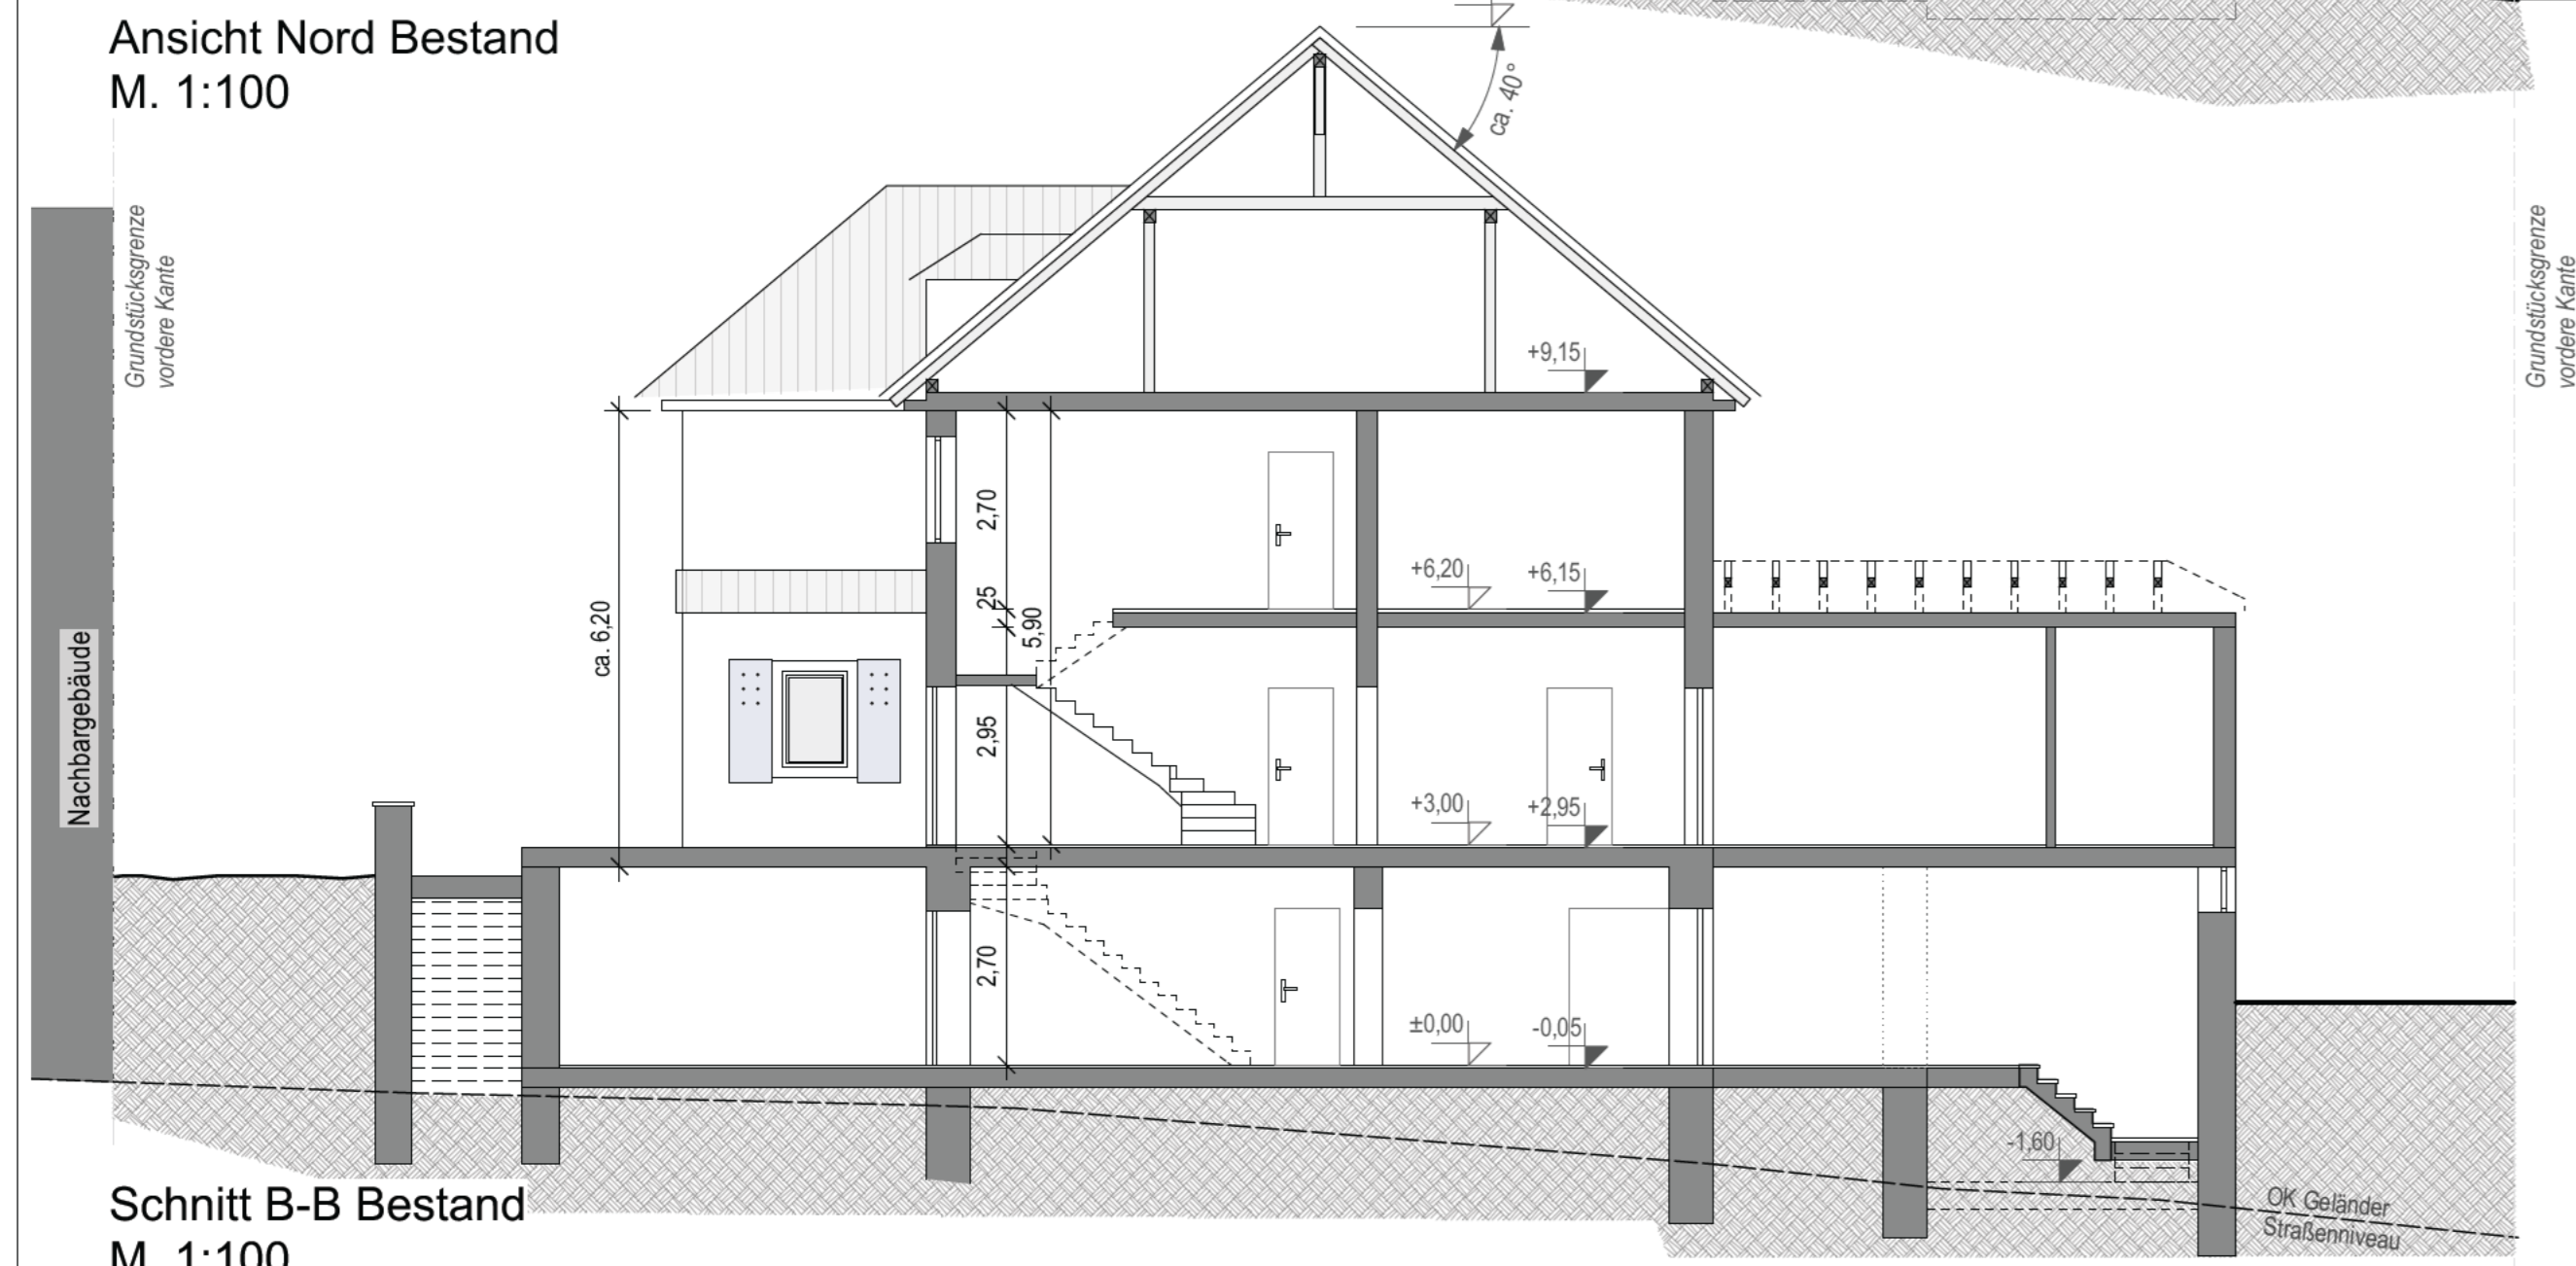 Ansicht Nord Bestand
M. 1:100
ca. 40°
Grundstücksgrenze
vordere Kante
Grundstücksgrenze
vordere Kante
+9,15
2,70
+6,20
+6,15
25
5,90
ca. 6,20
Nachbargebäude
2,95
+3,00
+2,95
2,70
±0,00
-0,05
-1,60
OK Geländer
Straßenniveau
Schnitt B-B Bestand
M. 1:100